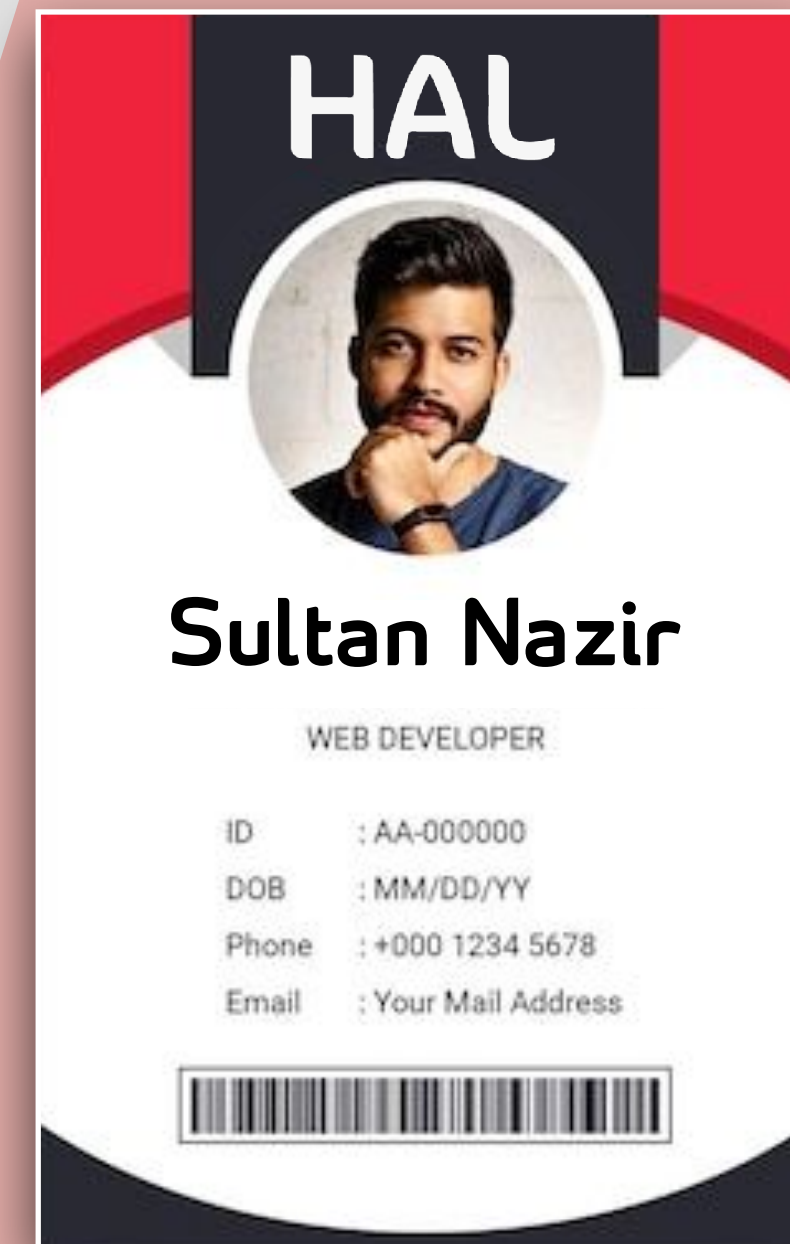 HAL
Sultan Nazir
WEB DEVELOPER
ID : AA-000000
DOB : MM/DD/YY
Phone : +000 1234 5678
Email : Your Mail Address